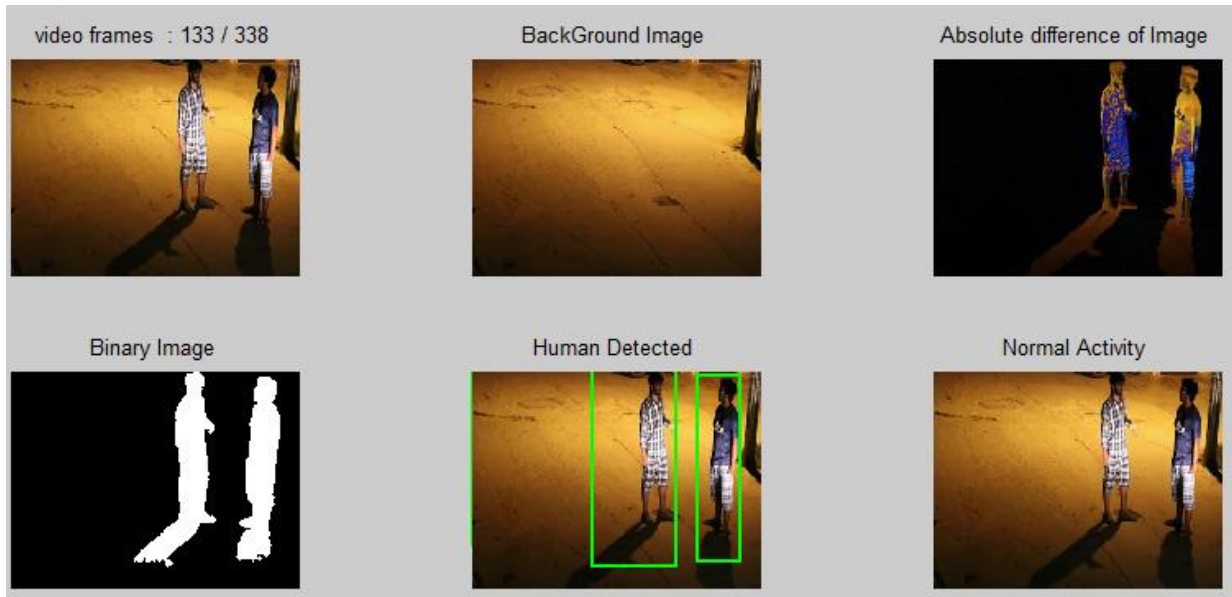 video frames : 133 / 338
BackGround Image
Absolute difference of Image
Binary Image
Human Detected
Normal Activity